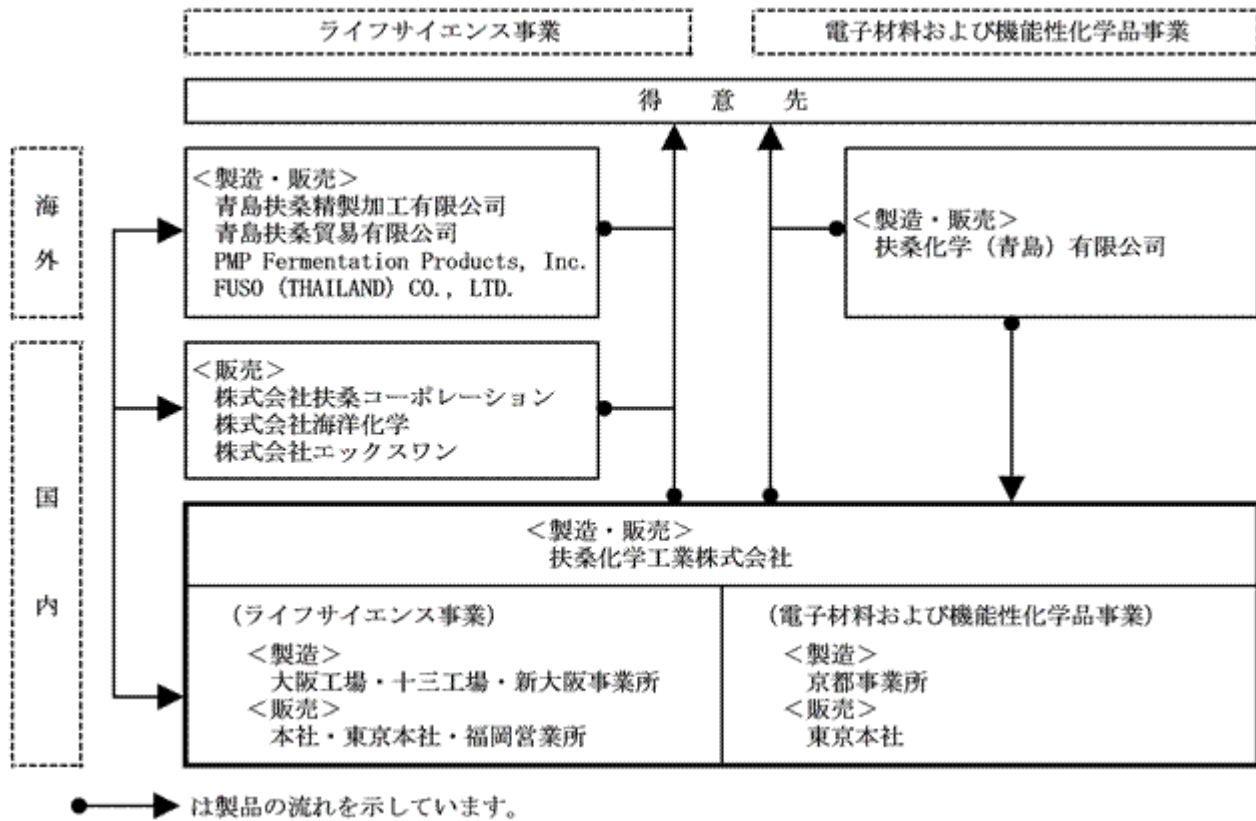 ライフサイエンス事業
電子材料および機能性化学品事業
得意先
海外
<製造・販売>
青島扶桑精製加工有限公司
青島扶桑貿易有限公司
PMP Fermentation Products, Inc.
FUSO (THAILAND) CO., LTD.
<製造・販売>
扶桑化学(青島)有限公司
国内
<販売>
株式会社扶桑コーポレーション
株式会社海洋化学
株式会社エックスワン
<製造・販売>
扶桑化学工業株式会社
(ライフサイエンス事業)
<製造>
大阪工場・十三工場・新大阪事業所
<販売>
本社・東京本社・福岡営業所
(電子材料および機能性化学品事業)
<製造>
京都事業所
<販売>
東京本社
は製品の流れを示しています。